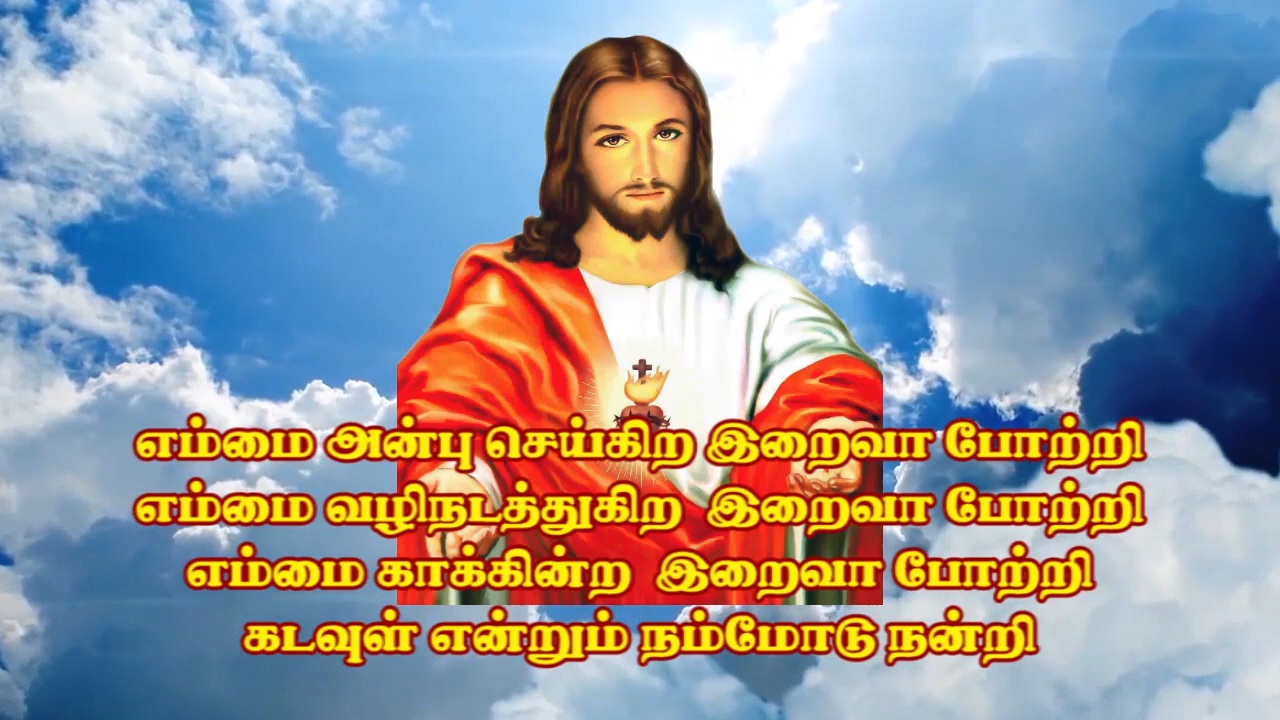 எம்மை அன்பு செய்கிற இறைவா போற்றி
எம்மை வழிநடத்துகிற இறைவா போற்றி
எம்மை காக்கின்ற இறைவா போற்றி
கடவுள் என்றும் நம்மோடு நன்றி